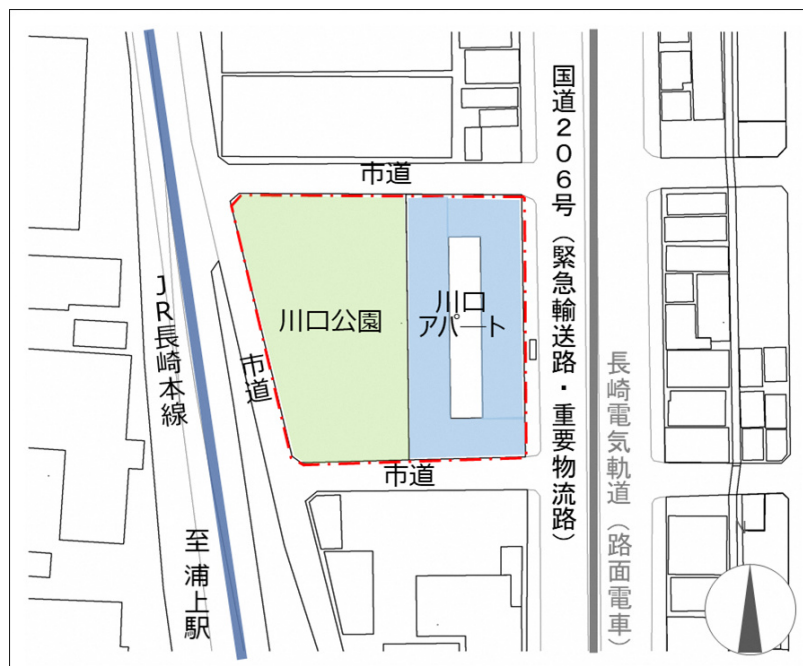 市道
国道206号(緊急輸送路・重要物流路)
川口公園
川口
アパート
JR長崎本線
市道
長崎電気軌道(路面電車)
市道
至 浦上駅